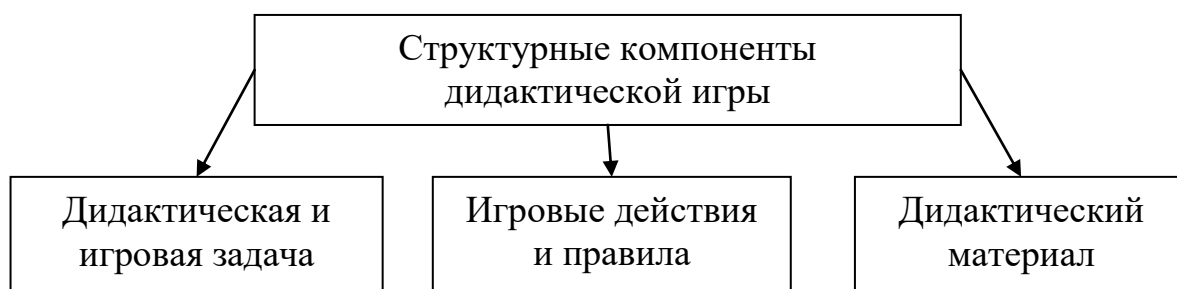 Структурные компоненты
дидактической игры
Дидактическая и
игровая задача
Игровые действия
и правила
Дидактический
материал